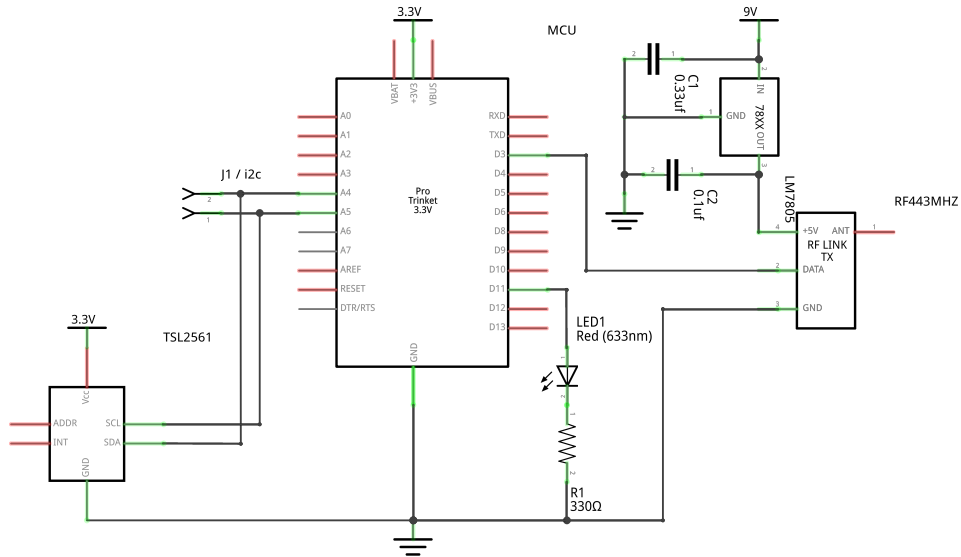 3.3V
MCU
9V
VBAT
+3V3
VBUS
2
1
C1
0.33uf
2
IN
GND
1
78XX
OUT
3
A0
A1
A2
A3
A4
A5
A6
A7
AREF
RESET
DTR/RTS
RXD
TXD
D3
D4
D5
D6
D8
D9
D10
D11
D12
D13
Pro
Trinket
3.3V
GND
J1 / i2c
2
1
2
1
C2
0.1uf
LM7805
RF443MHZ
4
+5V
ANT
1
RF LINK
TX
2
DATA
3
GND
3.3V
TSL2561
Vcc
ADDR
INT
SCL
SDA
GND
LED1
Red (633nm)
1
2
1
2
R1
330Ω